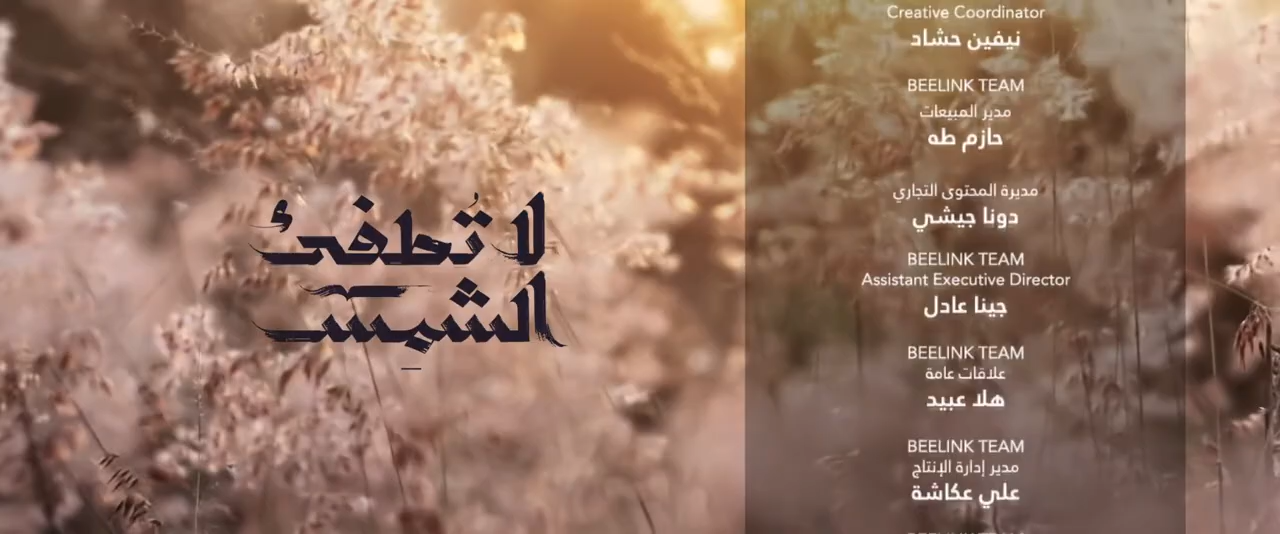 لا تُطفئ
الشمس
Creative Coordinator
نيفين حشاد
BEELINK TEAM
مدير المبيعات
حازم طه
مديرة المحتوى التجاري
دونا جيشي
BEELINK TEAM
Assistant Executive Director
جينا عادل
BEELINK TEAM
علاقات عامة
هلا عبيد
BEELINK TEAM
مدير إدارة الإنتاج
علي عكاشة